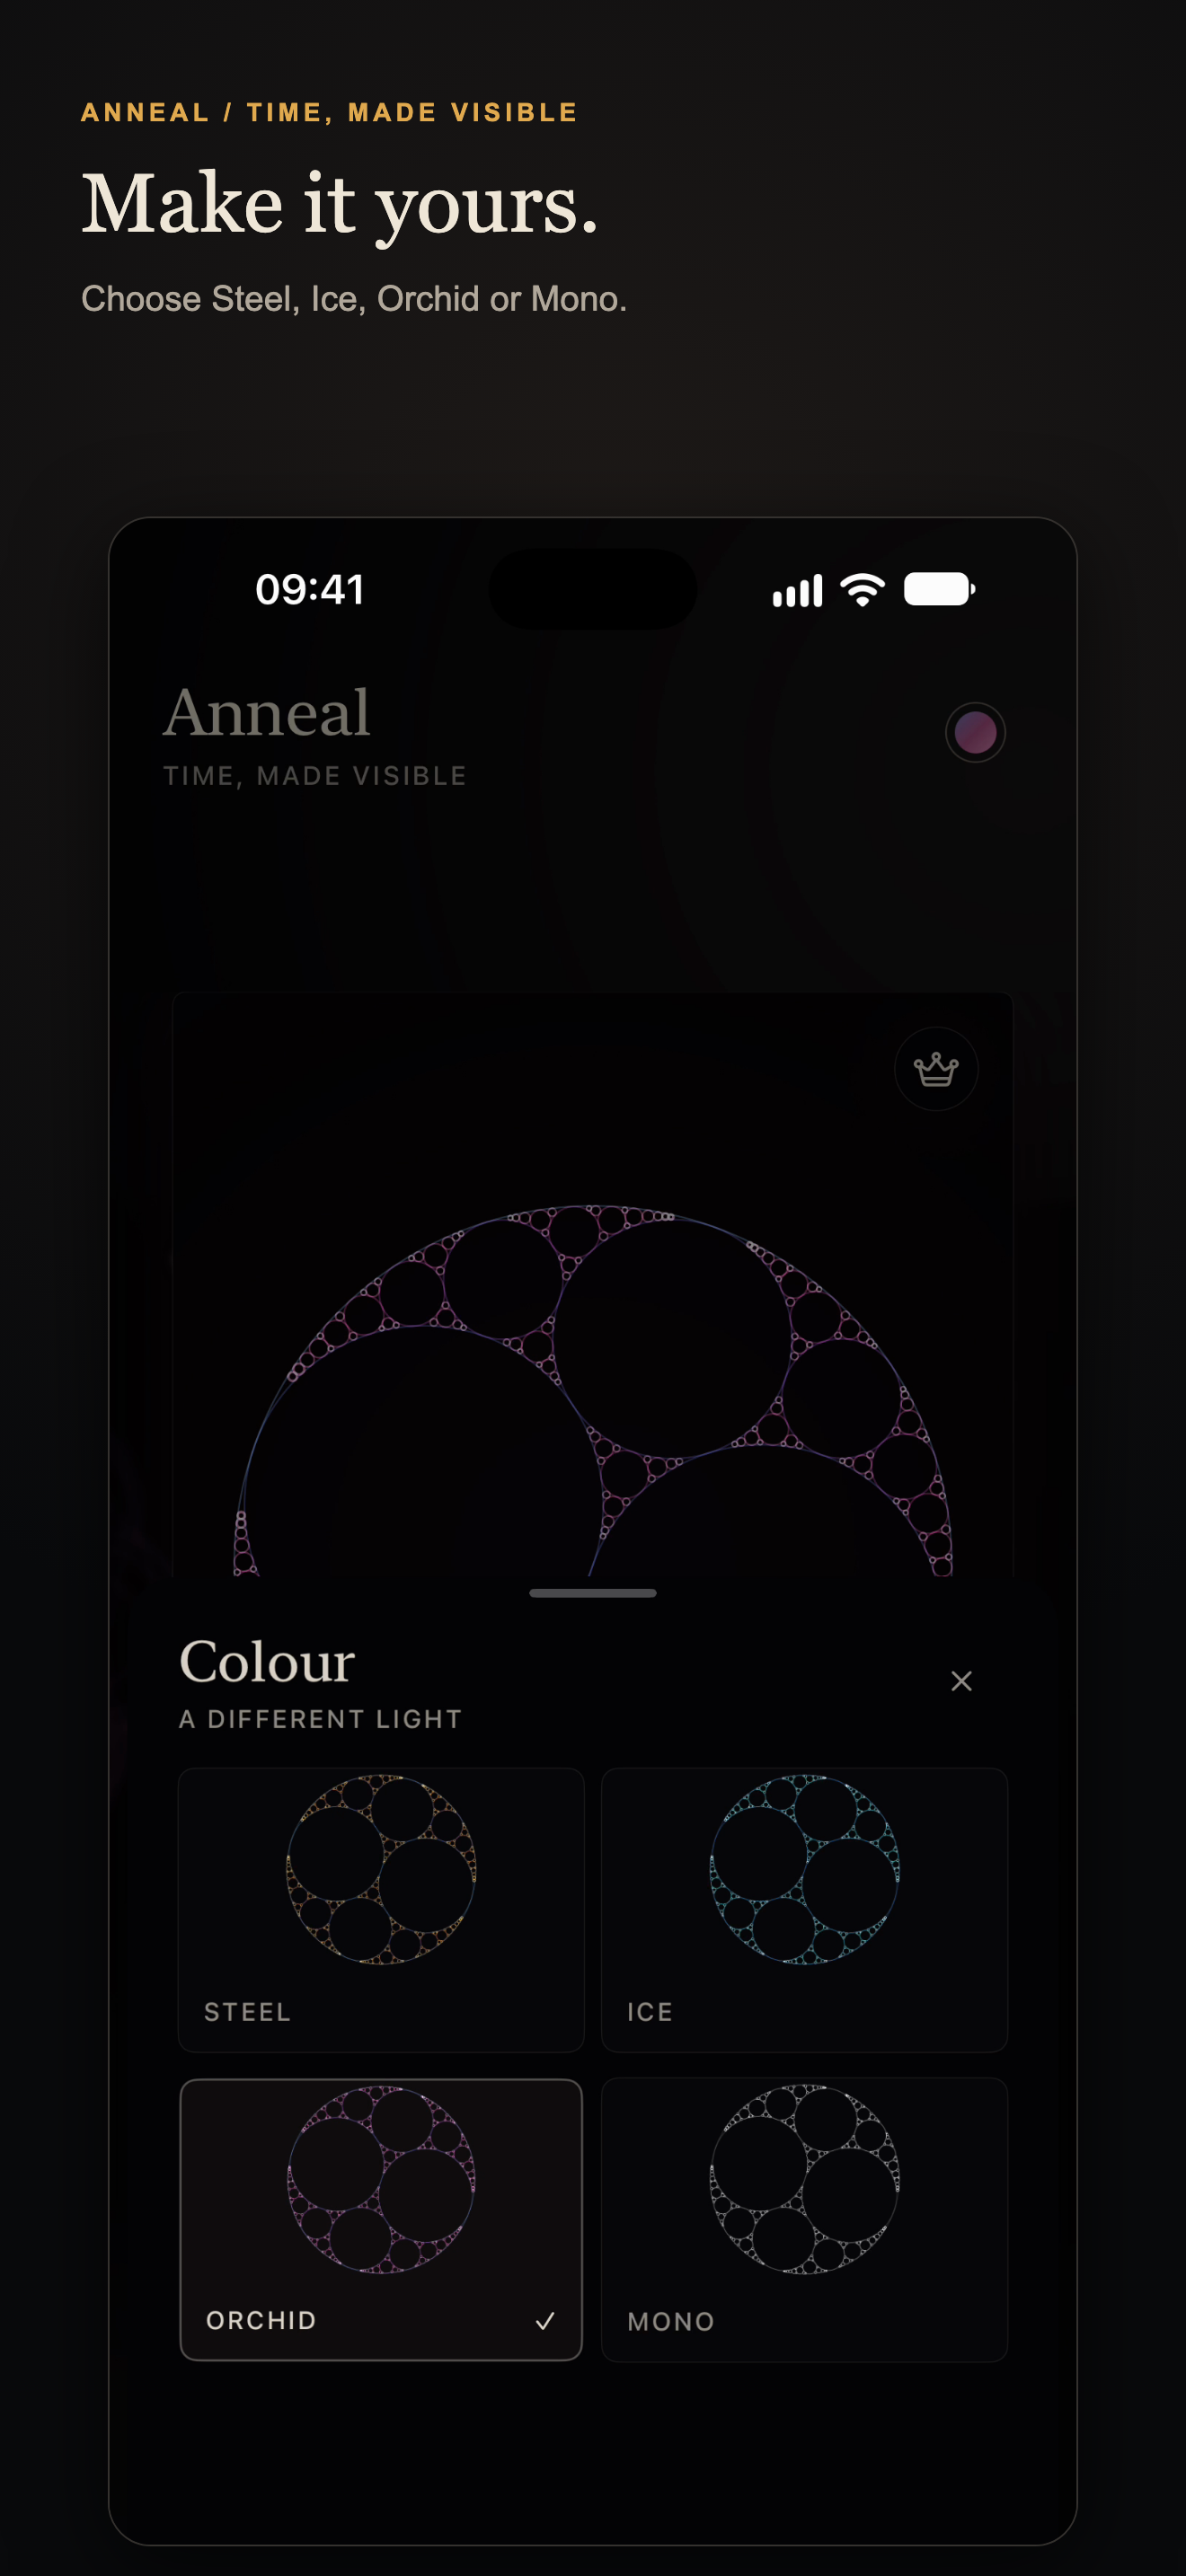 ANNEAL / TIME, MADE VISIBLE
Make it yours.
Choose Steel, Ice, Orchid or Mono.
09:41
Anneal
TIME, MADE VISIBLE
Colour
A DIFFERENT LIGHT
STEEL
ICE
ORCHID
MONO